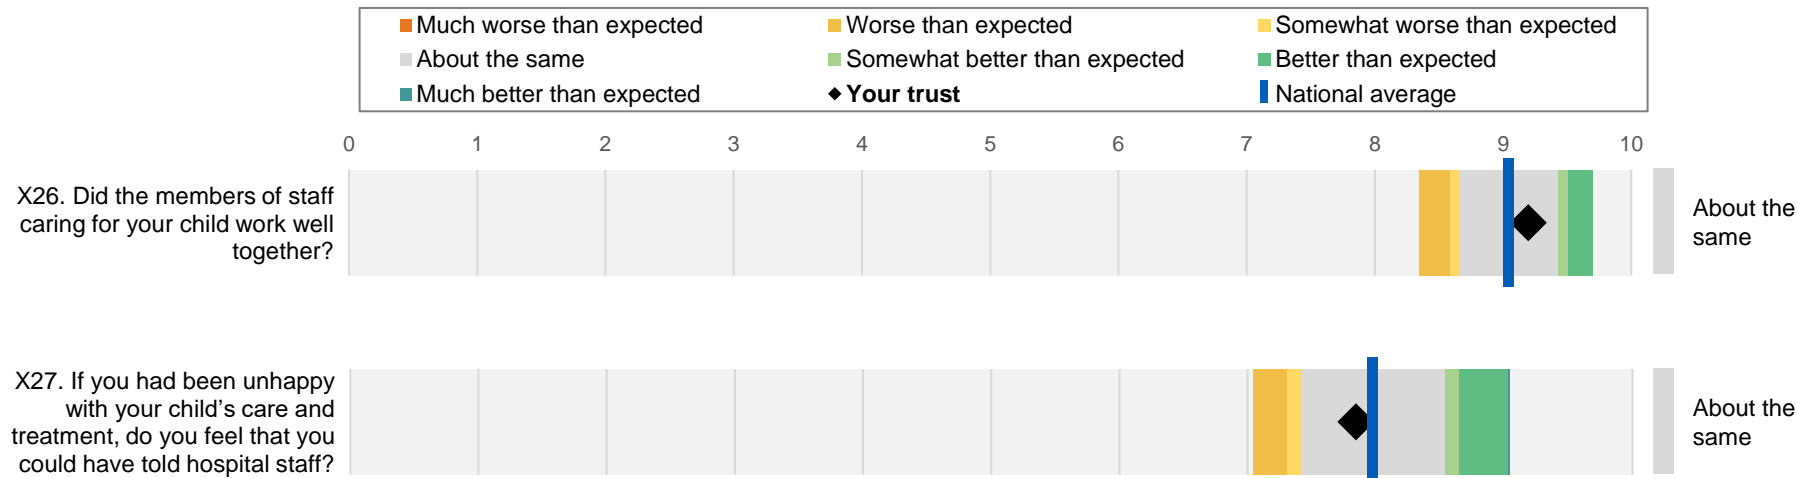 Much worse than expected
Worse than expected
Somewhat worse than expected
About the same
Somewhat better than expected
Better than expected
Much better than expected
Your trust
National average
0 1 2 3 4 5 6 7 8 9 10
X26. Did the members of staff
caring for your child work well
together?
About the
same
X27. If you had been unhappy
with your child’s care and
treatment, do you feel that you
could have told hospital staff?
About the
same